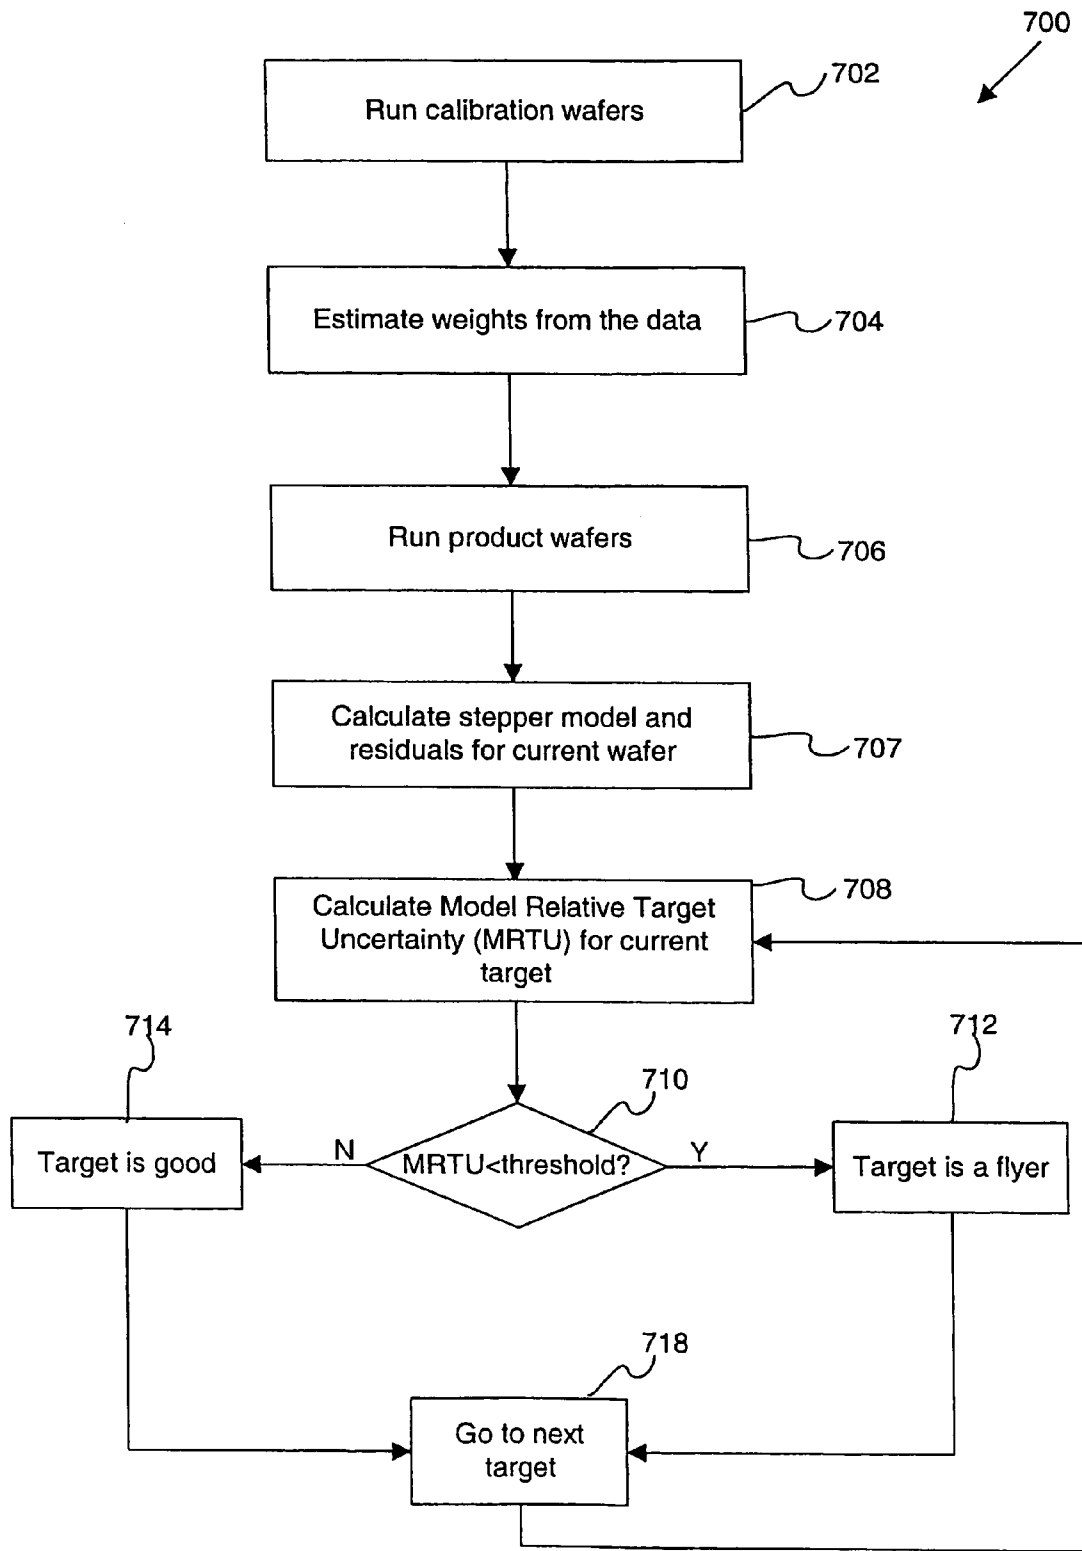 700
702
Run calibration wafers
Estimate weights from the data
704
Run product wafers
706
Calculate stepper model and
residuals for current wafer
707
708
Calculate Model Relative Target
Uncertainty (MRTU) for current
target
714
712
710
Target is good
N
MRTU<threshold?
Y
Target is a flyer
718
Go to next
target